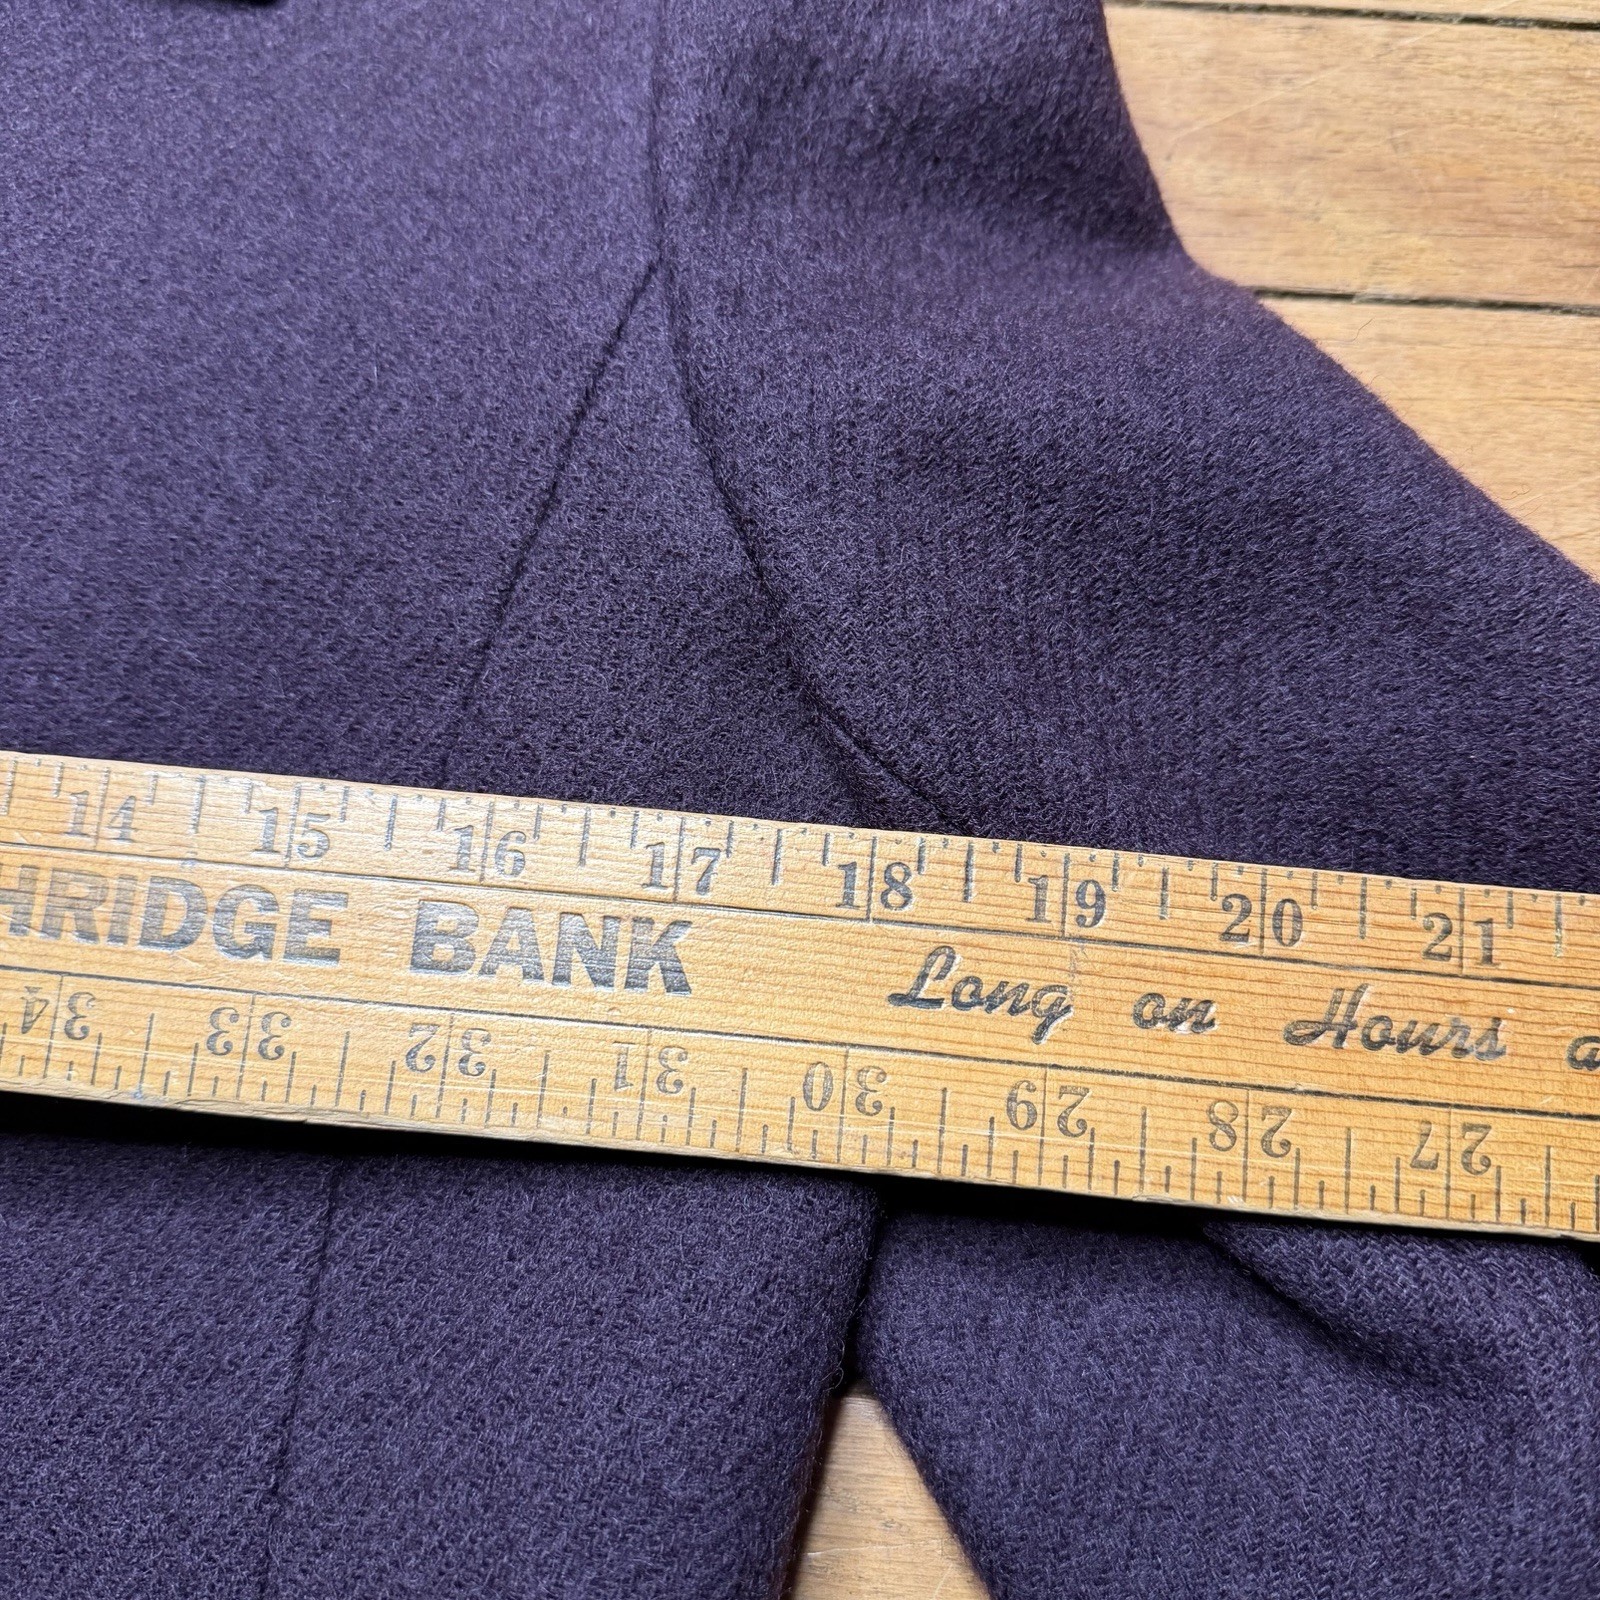 14 15 16 17 18 19 20 21
HRIDGE BANK Long on Hours a
34 33 32 31 30 29 28 27